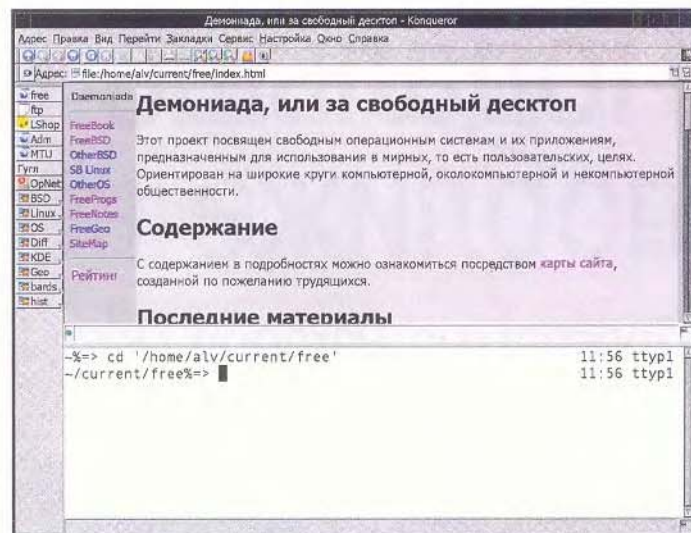 Демониада, или за свободный десктоп - Konqueror
Адрес Правка Вид Перейти Закладки Сервис Настройка Окно Справка
Адрес: file:/home/alv/current/free/index.html
free
ftp
LShop
Adm
MTU
Гугл
OpNet
BSD
Linux
OS
Diff
KDE
Geo
bards
hist
Daemoniada
FreeBook
FreeBSD
OtherBSD
SB Linux
OtherOS
FreeProgs
FreeNotes
FreeGeo
SiteMap
Рейтинг
Демониада, или за свободный десктоп
Этот проект посвящен свободным операционным системам и их приложениям,
предназначенным для использования в мирных, то есть пользовательских, целях.
Ориентирован на широкие круги компьютерной, околокомпьютерной и некомпьютерной
общественности.
Содержание
С содержанием в подробностях можно ознакомиться посредством карты сайта,
созданной по пожеланию трудящихся.
Последние материалы
~%=> cd '/home/alv/current/free' 11:56 ttyp1
~/current/free%=> 11:56 ttyp1